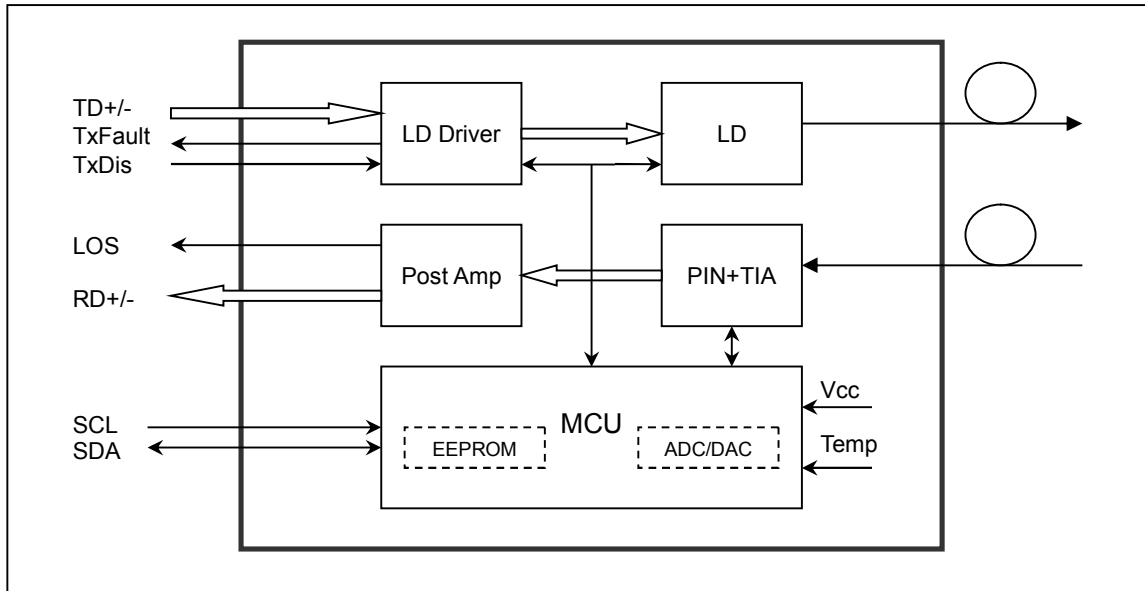 TD+/-
TxFault
TxDis
LD Driver
LD
LOS
RD+/-
Post Amp
PIN+TIA
SCL
SDA
MCU
EEPROM
ADC/DAC
Vcc
Temp